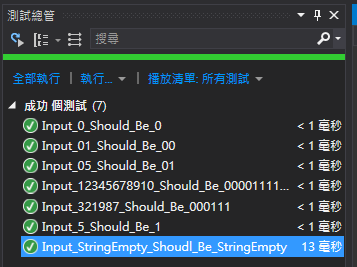 測試總管
搜尋
全部執行 執行... 播放清單: 所有測試
成功 個測試 (7)
Input_0_Should_Be_0 < 1 毫秒
Input_01_Should_Be_00 < 1 毫秒
Input_05_Should_Be_01 < 1 毫秒
Input_12345678910_Should_Be_00001111... < 1 毫秒
Input_321987_Should_Be_000111 < 1 毫秒
Input_5_Should_Be_1 < 1 毫秒
Input_StringEmpty_Shoudl_Be_StringEmpty 13 毫秒